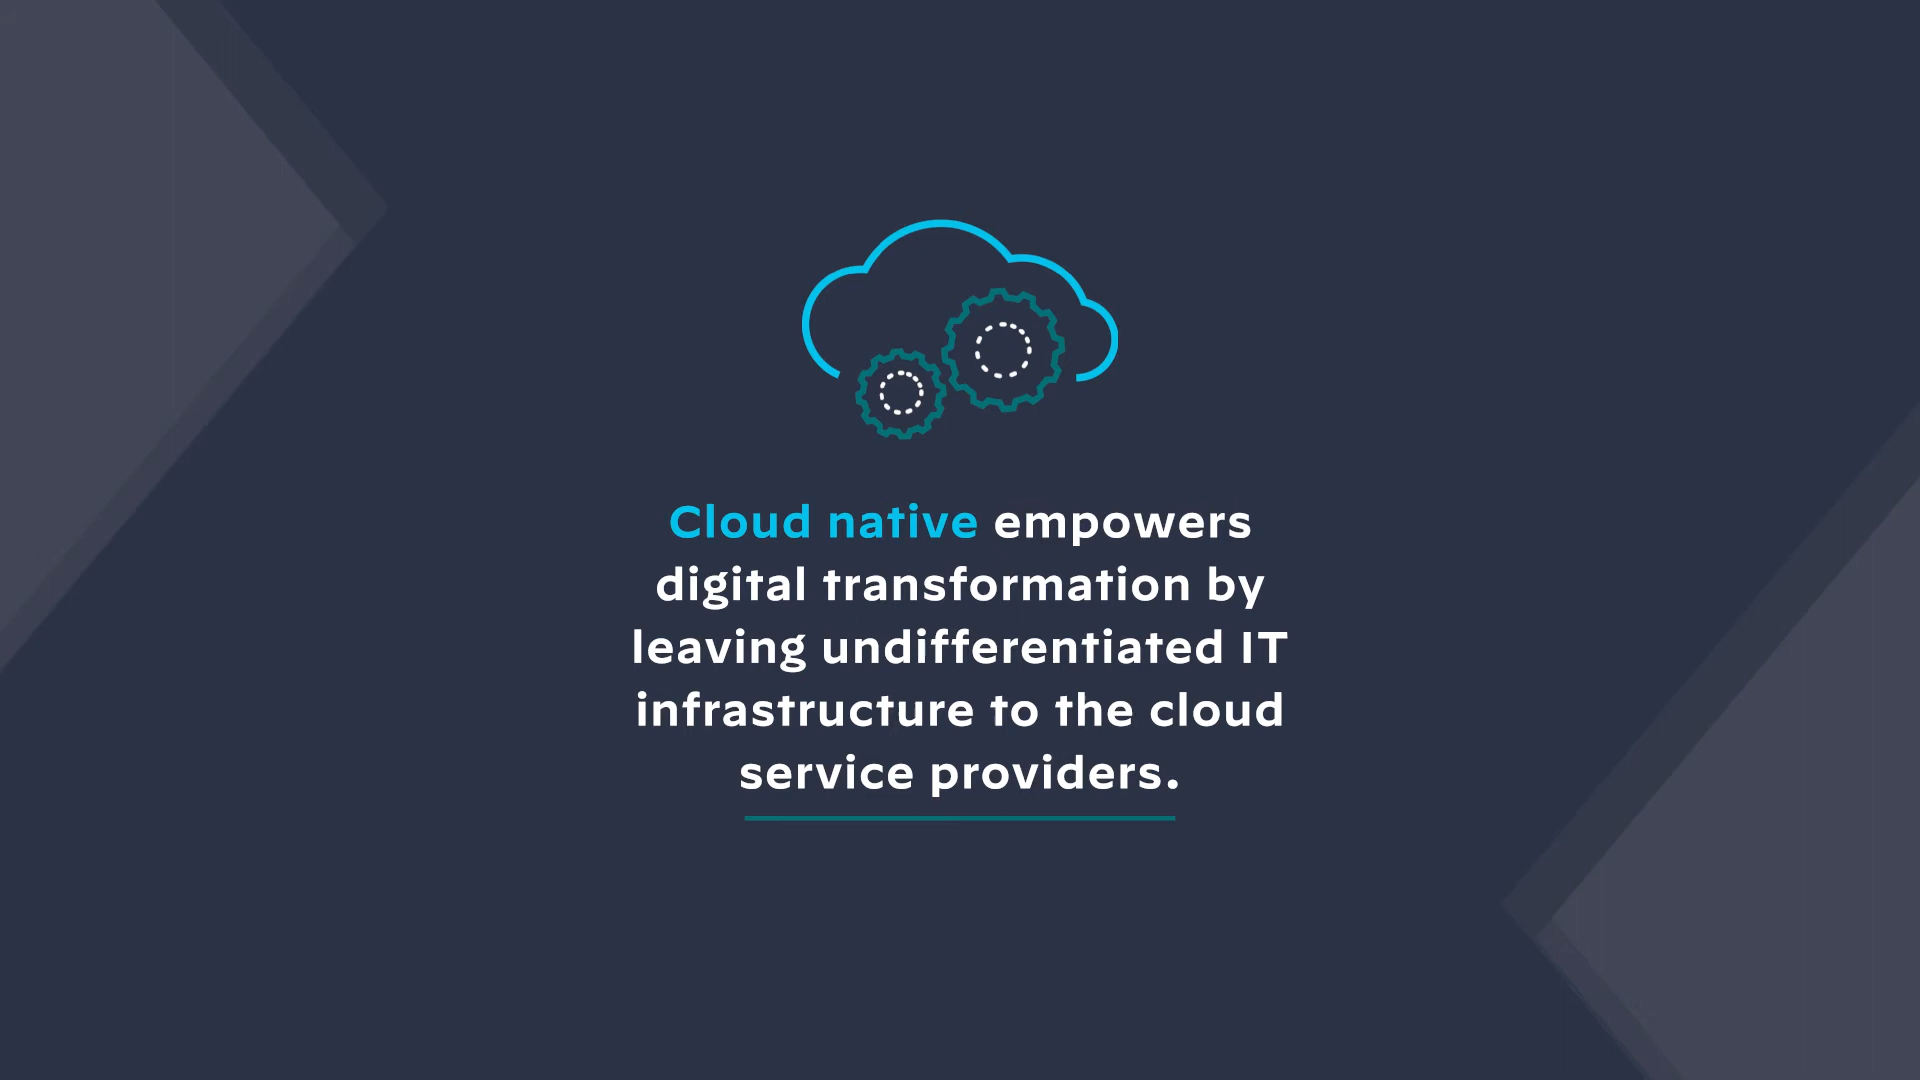 Cloud native empowers
digital transformation by
leaving undifferentiated IT
infrastructure to the cloud
service providers.